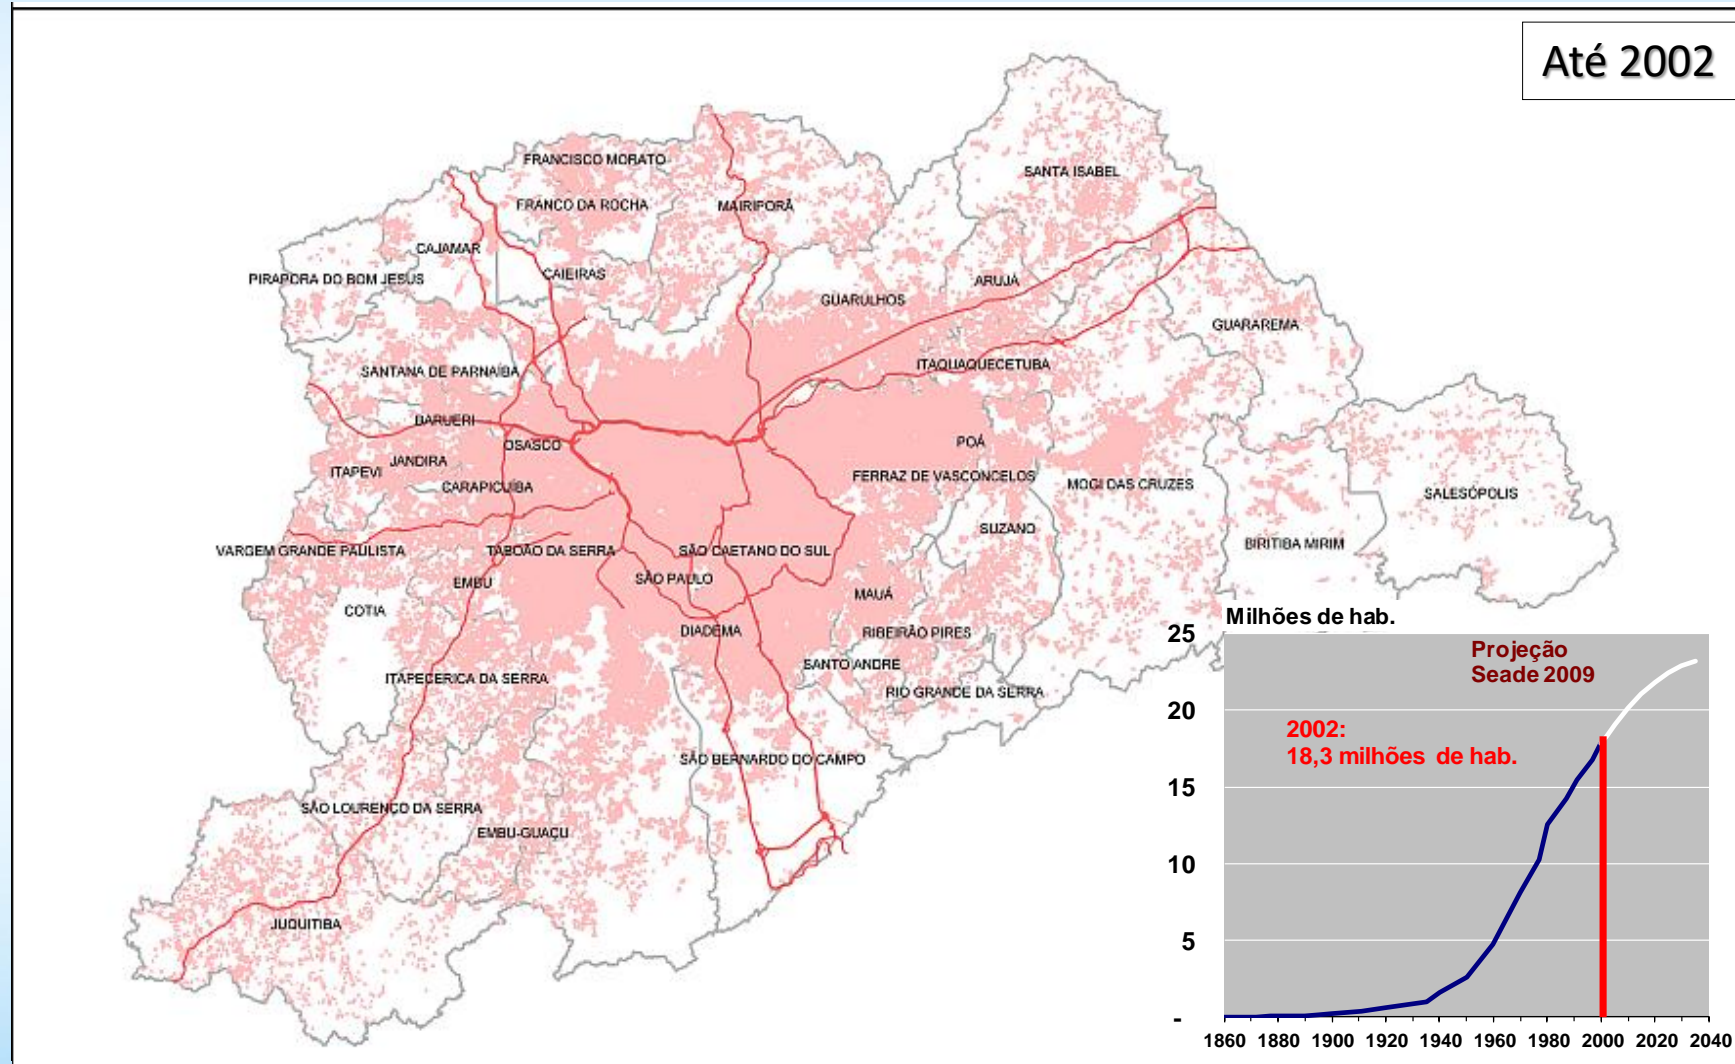 Até 2002
FRANCISCO MORATO
SANTA ISABEL
FRANCO DA ROCHA
MAIRIPORÃ
CAJAMAR
PIRAPORA DO BOM JESUS
CAIEIRAS
ARUJÁ
GUARULHOS
GUARAREMA
SANTANA DE PARNAÍBA
ITAQUAQUECETUBA
BARUERI
OSASCO
POÁ
JANDIRA
ITAPEVI
FERRAZ DE VASCONCELOS
MOGI DAS CRUZES
CARAPICUÍBA
SALESÓPOLIS
SUZANO
VARGEM GRANDE PAULISTA
TABOÃO DA SERRA
SÃO CAETANO DO SUL
BIRITIBA MIRIM
EMBU
SÃO PAULO
MAUÁ
COTIA
DIADEMA
RIBEIRÃO PIRES
SANTO ANDRÉ
ITAPECERICA DA SERRA
RIO GRANDE DA SERRA
SÃO BERNARDO DO CAMPO
SÃO LOURENÇO DA SERRA
EMBU-GUAÇU
JUQUITIBA
Milhões de hab.
25
20
15
10
5
-
Projeção
Seade 2009
2002:
18,3 milhões de hab.
1860 1880 1900 1920 1940 1960 1980 2000 2020 2040